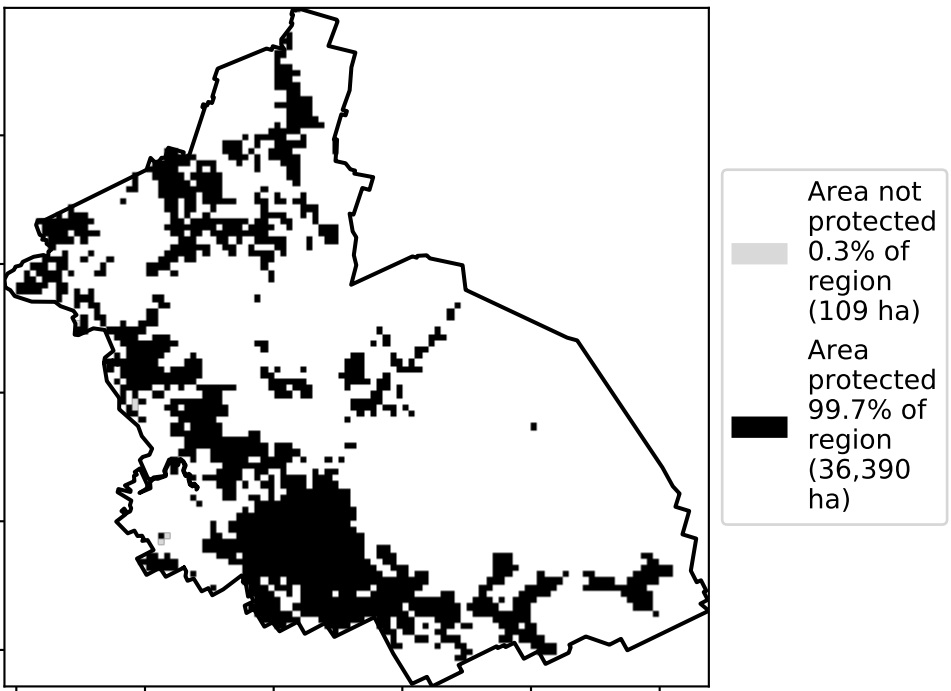 Area not
protected
0.3% of
region
(109 ha)
Area
protected
99.7% of
region
(36,390
ha)